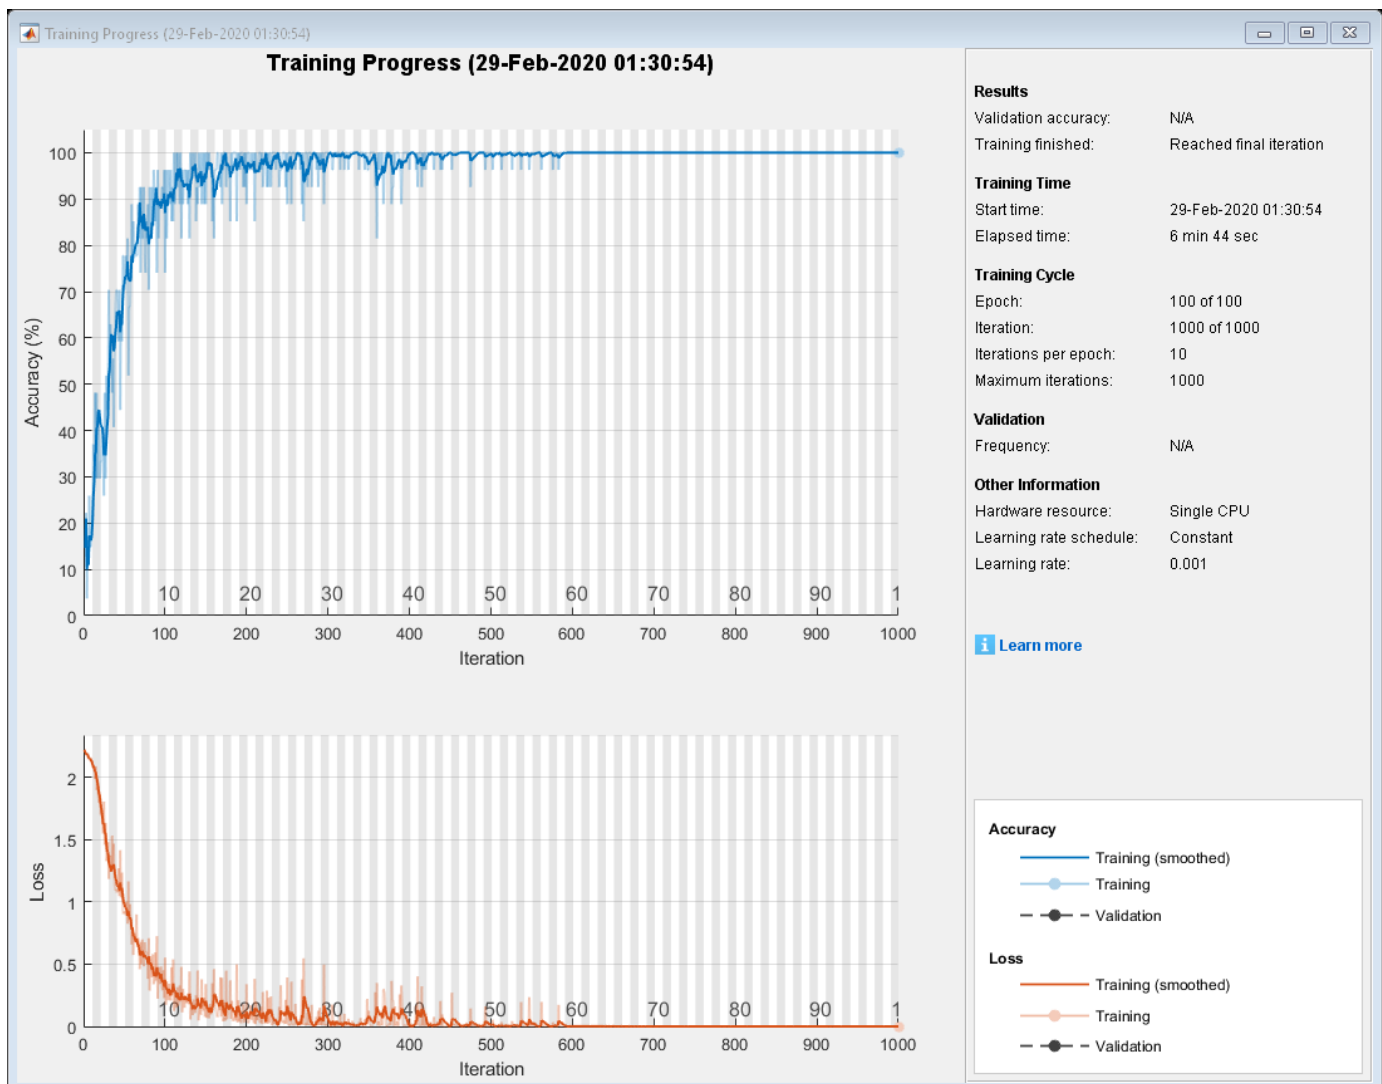 Training Progress (29-Feb-2020 01:30:54)
Training Progress (29-Feb-2020 01:30:54)
Accuracy (%)
100
90
80
70
60
50
40
30
20
10
0
10 20 30 40 50 60 70 80 90 1
0 100 200 300 400 500 600 700 800 900 1000
Iteration
Loss
2
1.5
1
0.5
0
10 20 30 40 50 60 70 80 90 1
0 100 200 300 400 500 600 700 800 900 1000
Iteration
Results
Validation accuracy: N/A
Training finished: Reached final iteration
Training Time
Start time: 29-Feb-2020 01:30:54
Elapsed time: 6 min 44 sec
Training Cycle
Epoch: 100 of 100
Iteration: 1000 of 1000
Iterations per epoch: 10
Maximum iterations: 1000
Validation
Frequency: N/A
Other Information
Hardware resource: Single CPU
Learning rate schedule: Constant
Learning rate: 0.001
i Learn more
Accuracy
Training (smoothed)
Training
Validation
Loss
Training (smoothed)
Training
Validation